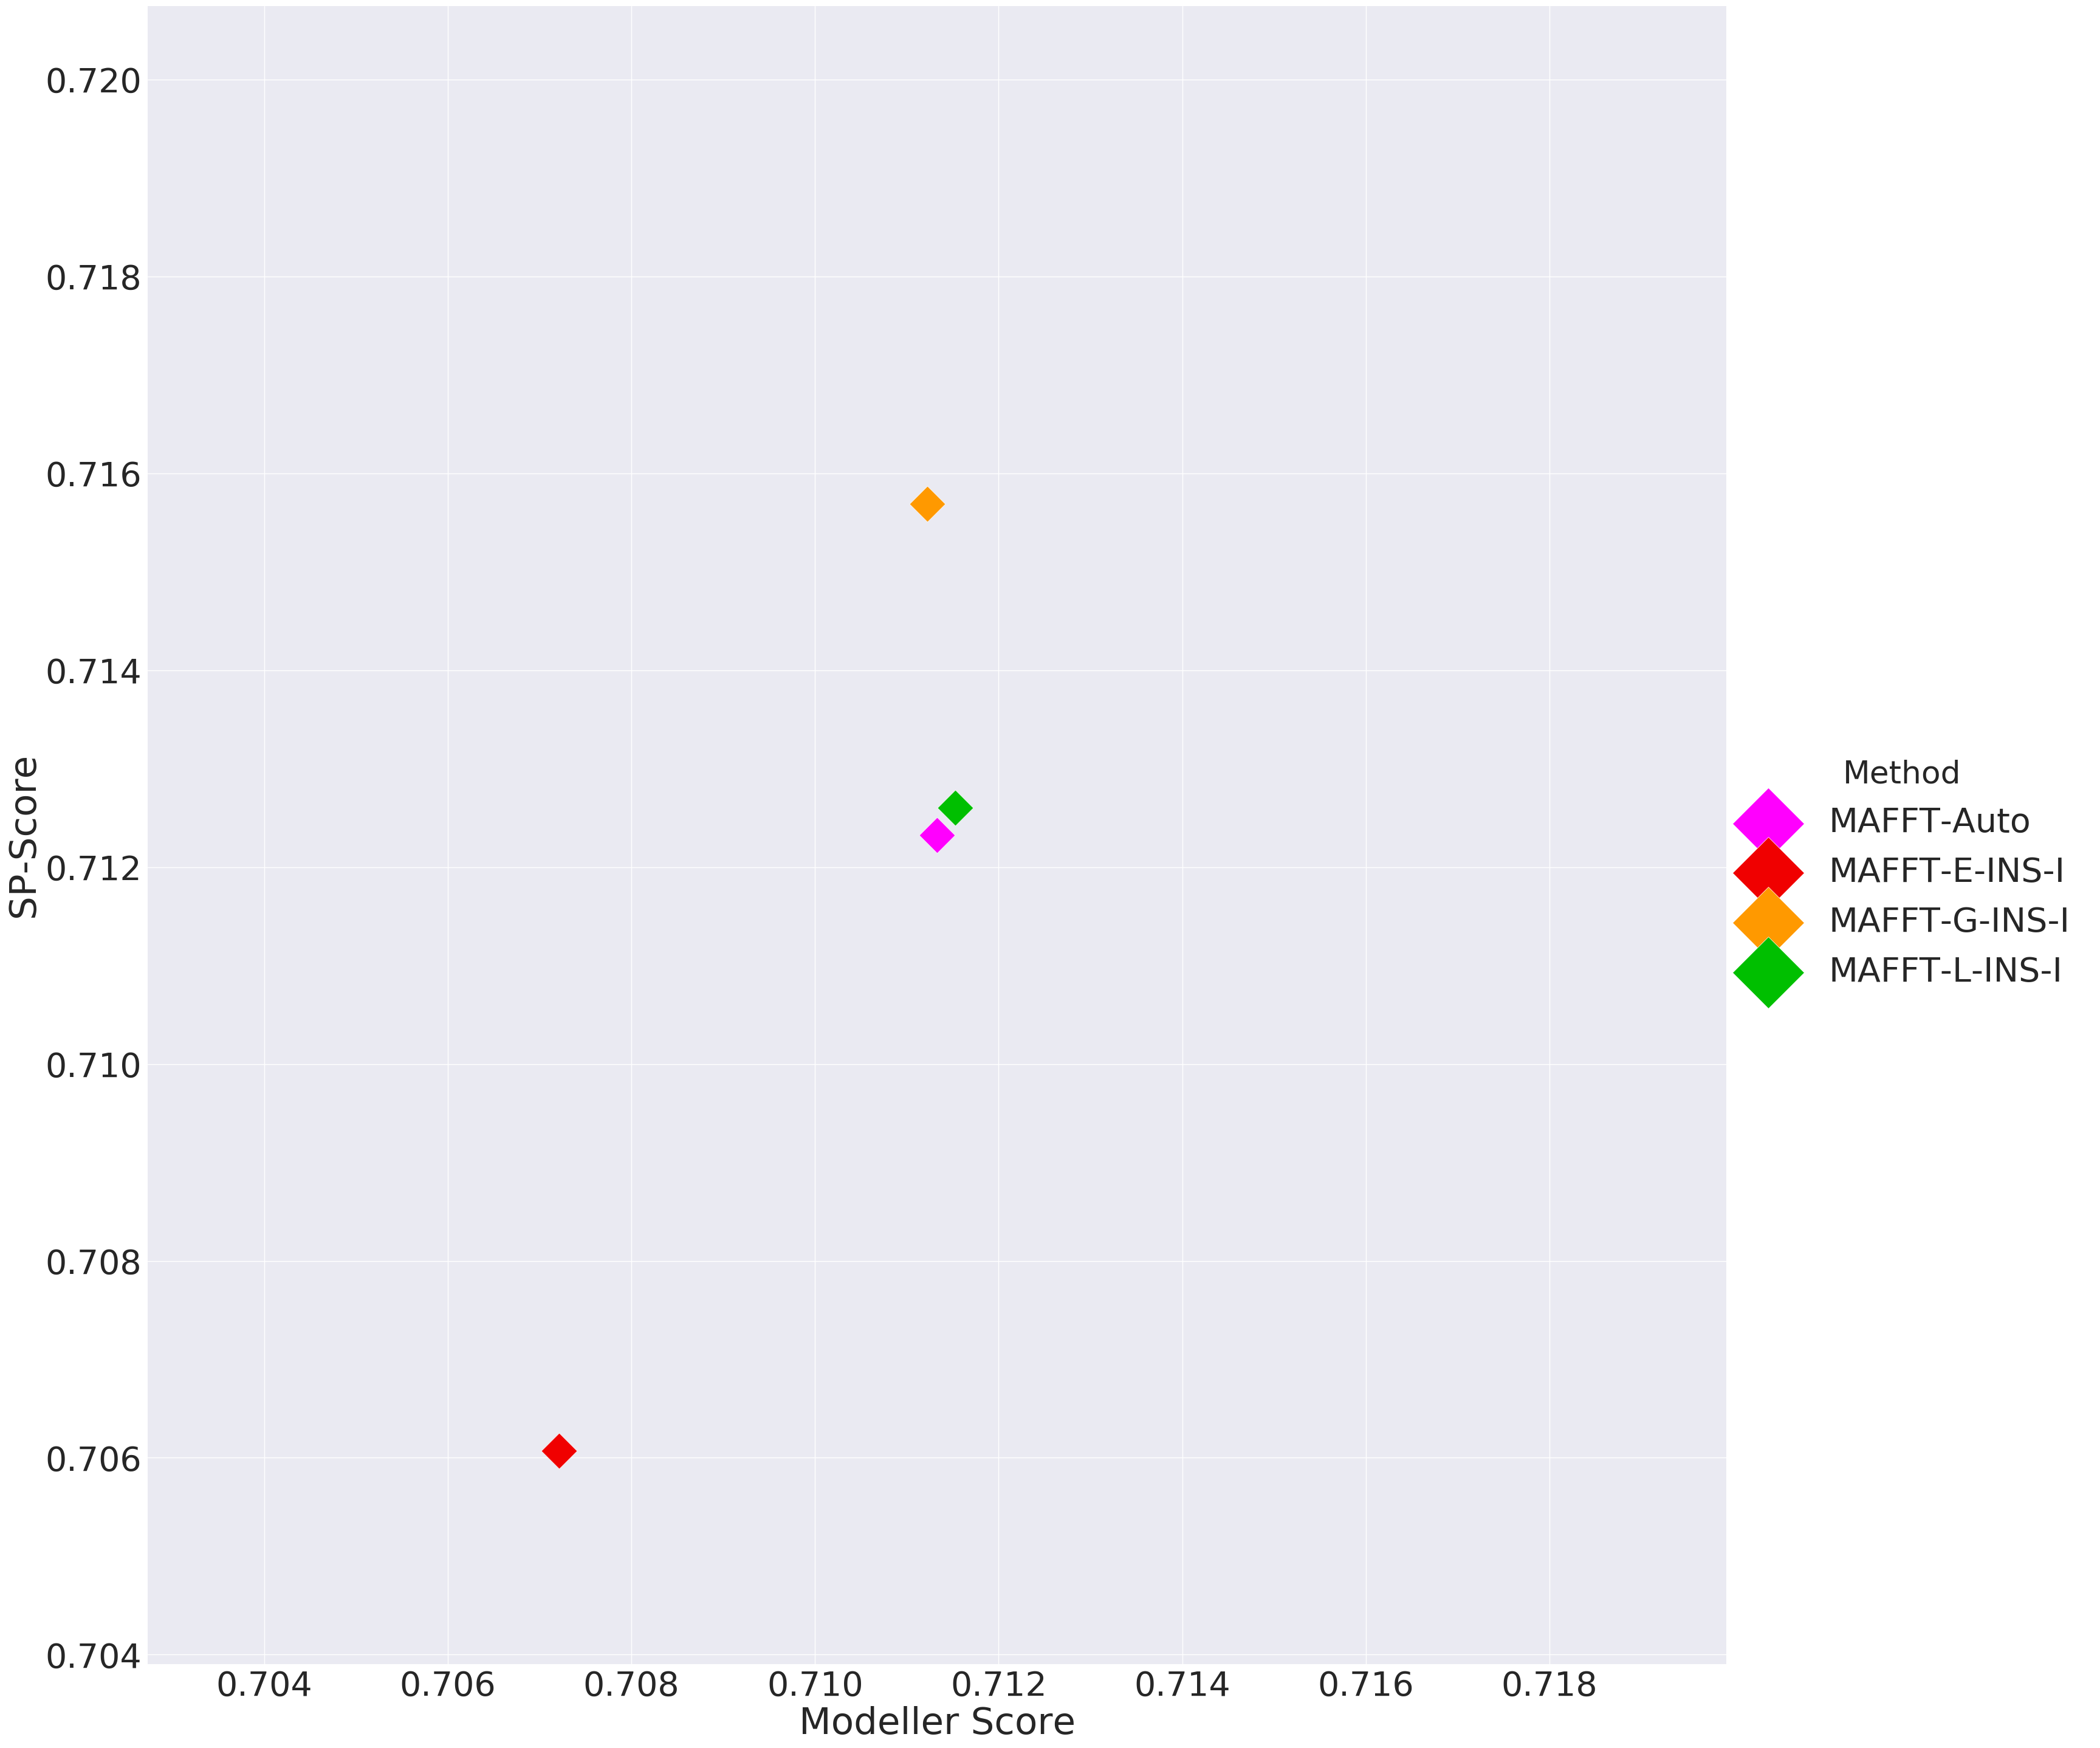 0.720
0.718
0.716
0.714
0.712
0.710
0.708
0.706
0.704
SP-Score
0.704 0.706 0.708 0.710 0.712 0.714 0.716 0.718
Modeller Score
Method
MAFFT-Auto
MAFFT-E-INS-I
MAFFT-G-INS-I
MAFFT-L-INS-I